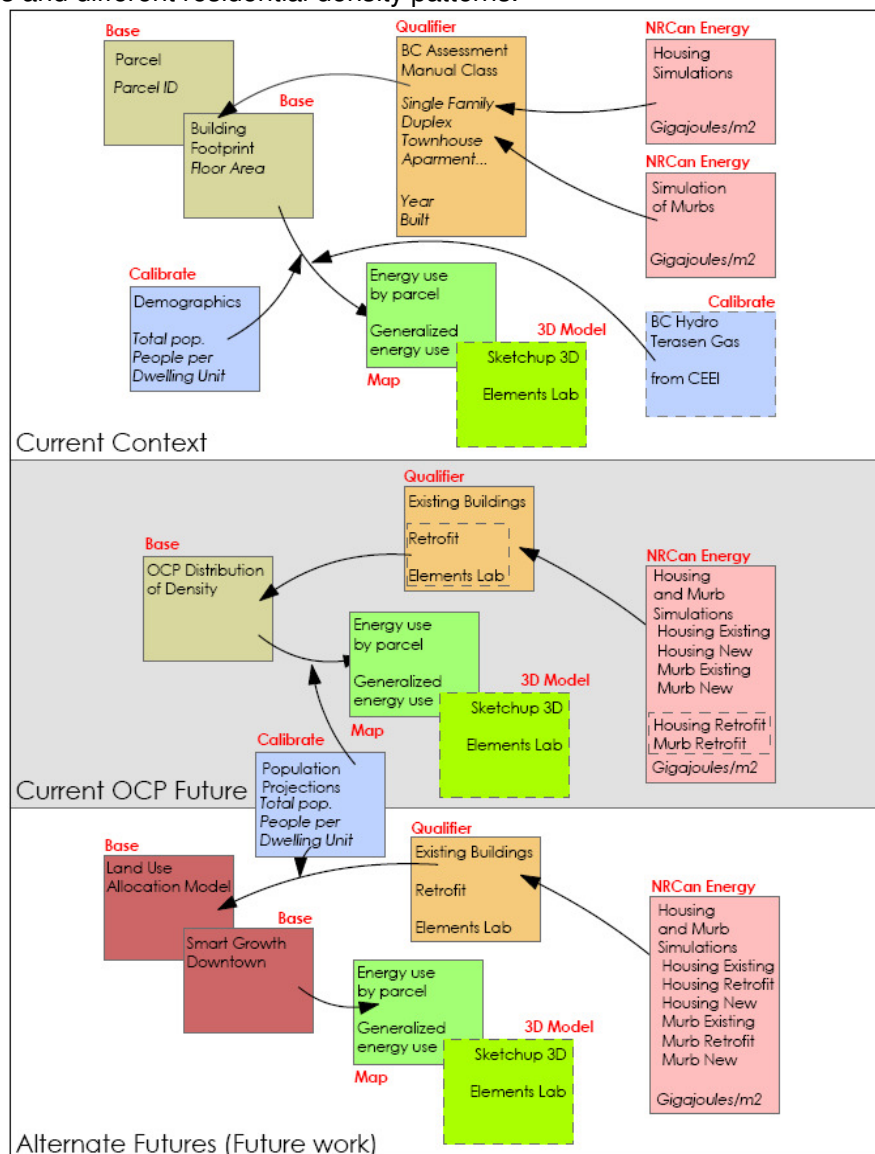 s and different residential density patterns.
Base
Parcel
Parcel ID
Base
Building
Footprint
Floor Area
Qualifier
BC Assessment
Manual Class
Single Family
Duplex
Townhouse
Aparment...
Year
Built
NRCan Energy
Housing
Simulations
Gigajoules/m2
NRCan Energy
Simulation
of Murbs
Gigajoules/m2
Calibrate
Demographics
Total pop.
People per
Dwelling Unit
Energy use
by parcel
Generalized
energy use
Map
3D Model
Sketchup 3D
Elements Lab
Calibrate
BC Hydro
Terasen Gas
from CEEI
Current Context
Qualifier
Existing Buildings
Retrofit
Elements Lab
Base
OCP Distribution
of Density
NRCan Energy
Housing
and Murb
Simulations
Housing Existing
Housing New
Murb Existing
Murb New
Housing Retrofit
Murb Retrofit
Gigajoules/m2
Energy use
by parcel
Generalized
energy use
Map
3D Model
Sketchup 3D
Elements Lab
Calibrate
Population
Projections
Total pop.
People per
Dwelling Unit
Current OCP Future
Base
Land Use
Allocation Model
Base
Smart Growth
Downtown
Qualifier
Existing Buildings
Retrofit
Elements Lab
NRCan Energy
Housing
and Murb
Simulations
Housing Existing
Housing Retrofit
Housing New
Murb Existing
Murb Retrofit
Murb New
Gigajoules/m2
Energy use
by parcel
Generalized
energy use
Map
3D Model
Sketchup 3D
Elements Lab
Alternate Futures (Future work)